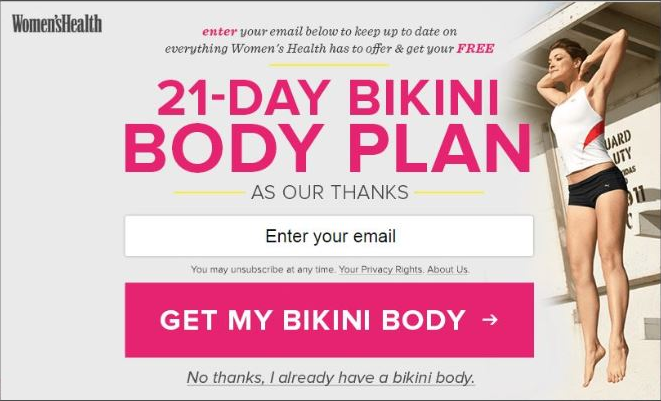 Women'sHealth
enter your email below to keep up to date on
everything Women's Health has to offer & get your FREE
21-DAY BIKINI
BODY PLAN
AS OUR THANKS
Enter your email
You may unsubscribe at any time. Your Privacy Rights. About Us.
GET MY BIKINI BODY →
No thanks, I already have a bikini body.
UARD
UTY